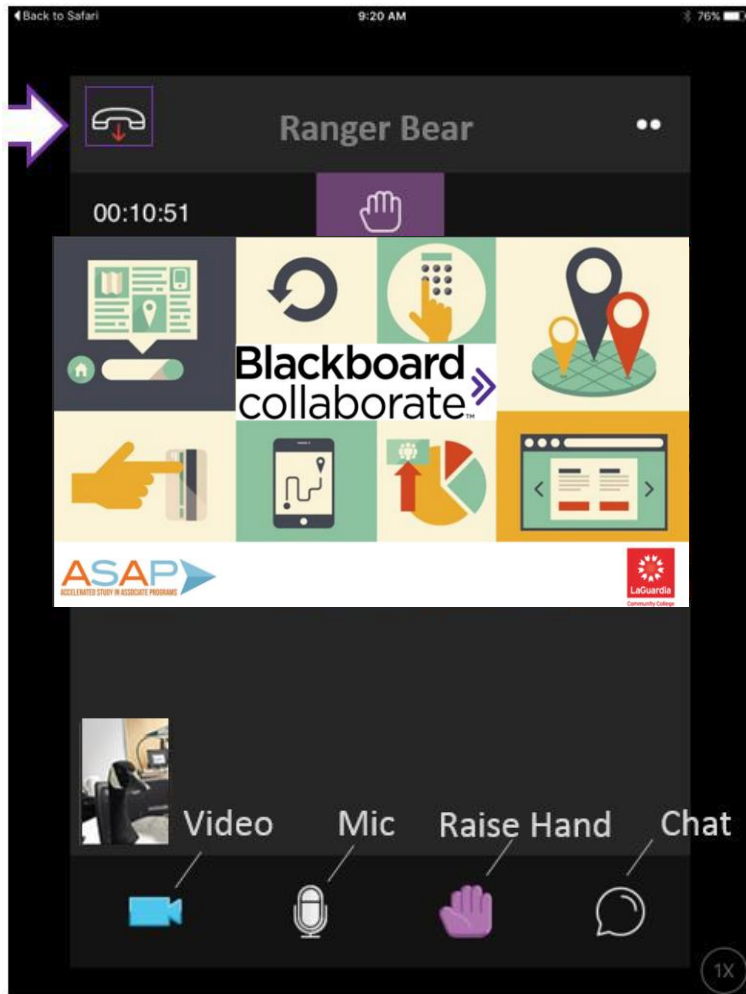 Back to Safari 9:20 AM 76%
Ranger Bear
00:10:51
Blackboard
collaborate™
ASAP
ACCELERATED STUDY IN ASSOCIATE PROGRAMS
LaGuardia
Community College
Video Mic Raise Hand Chat
1X